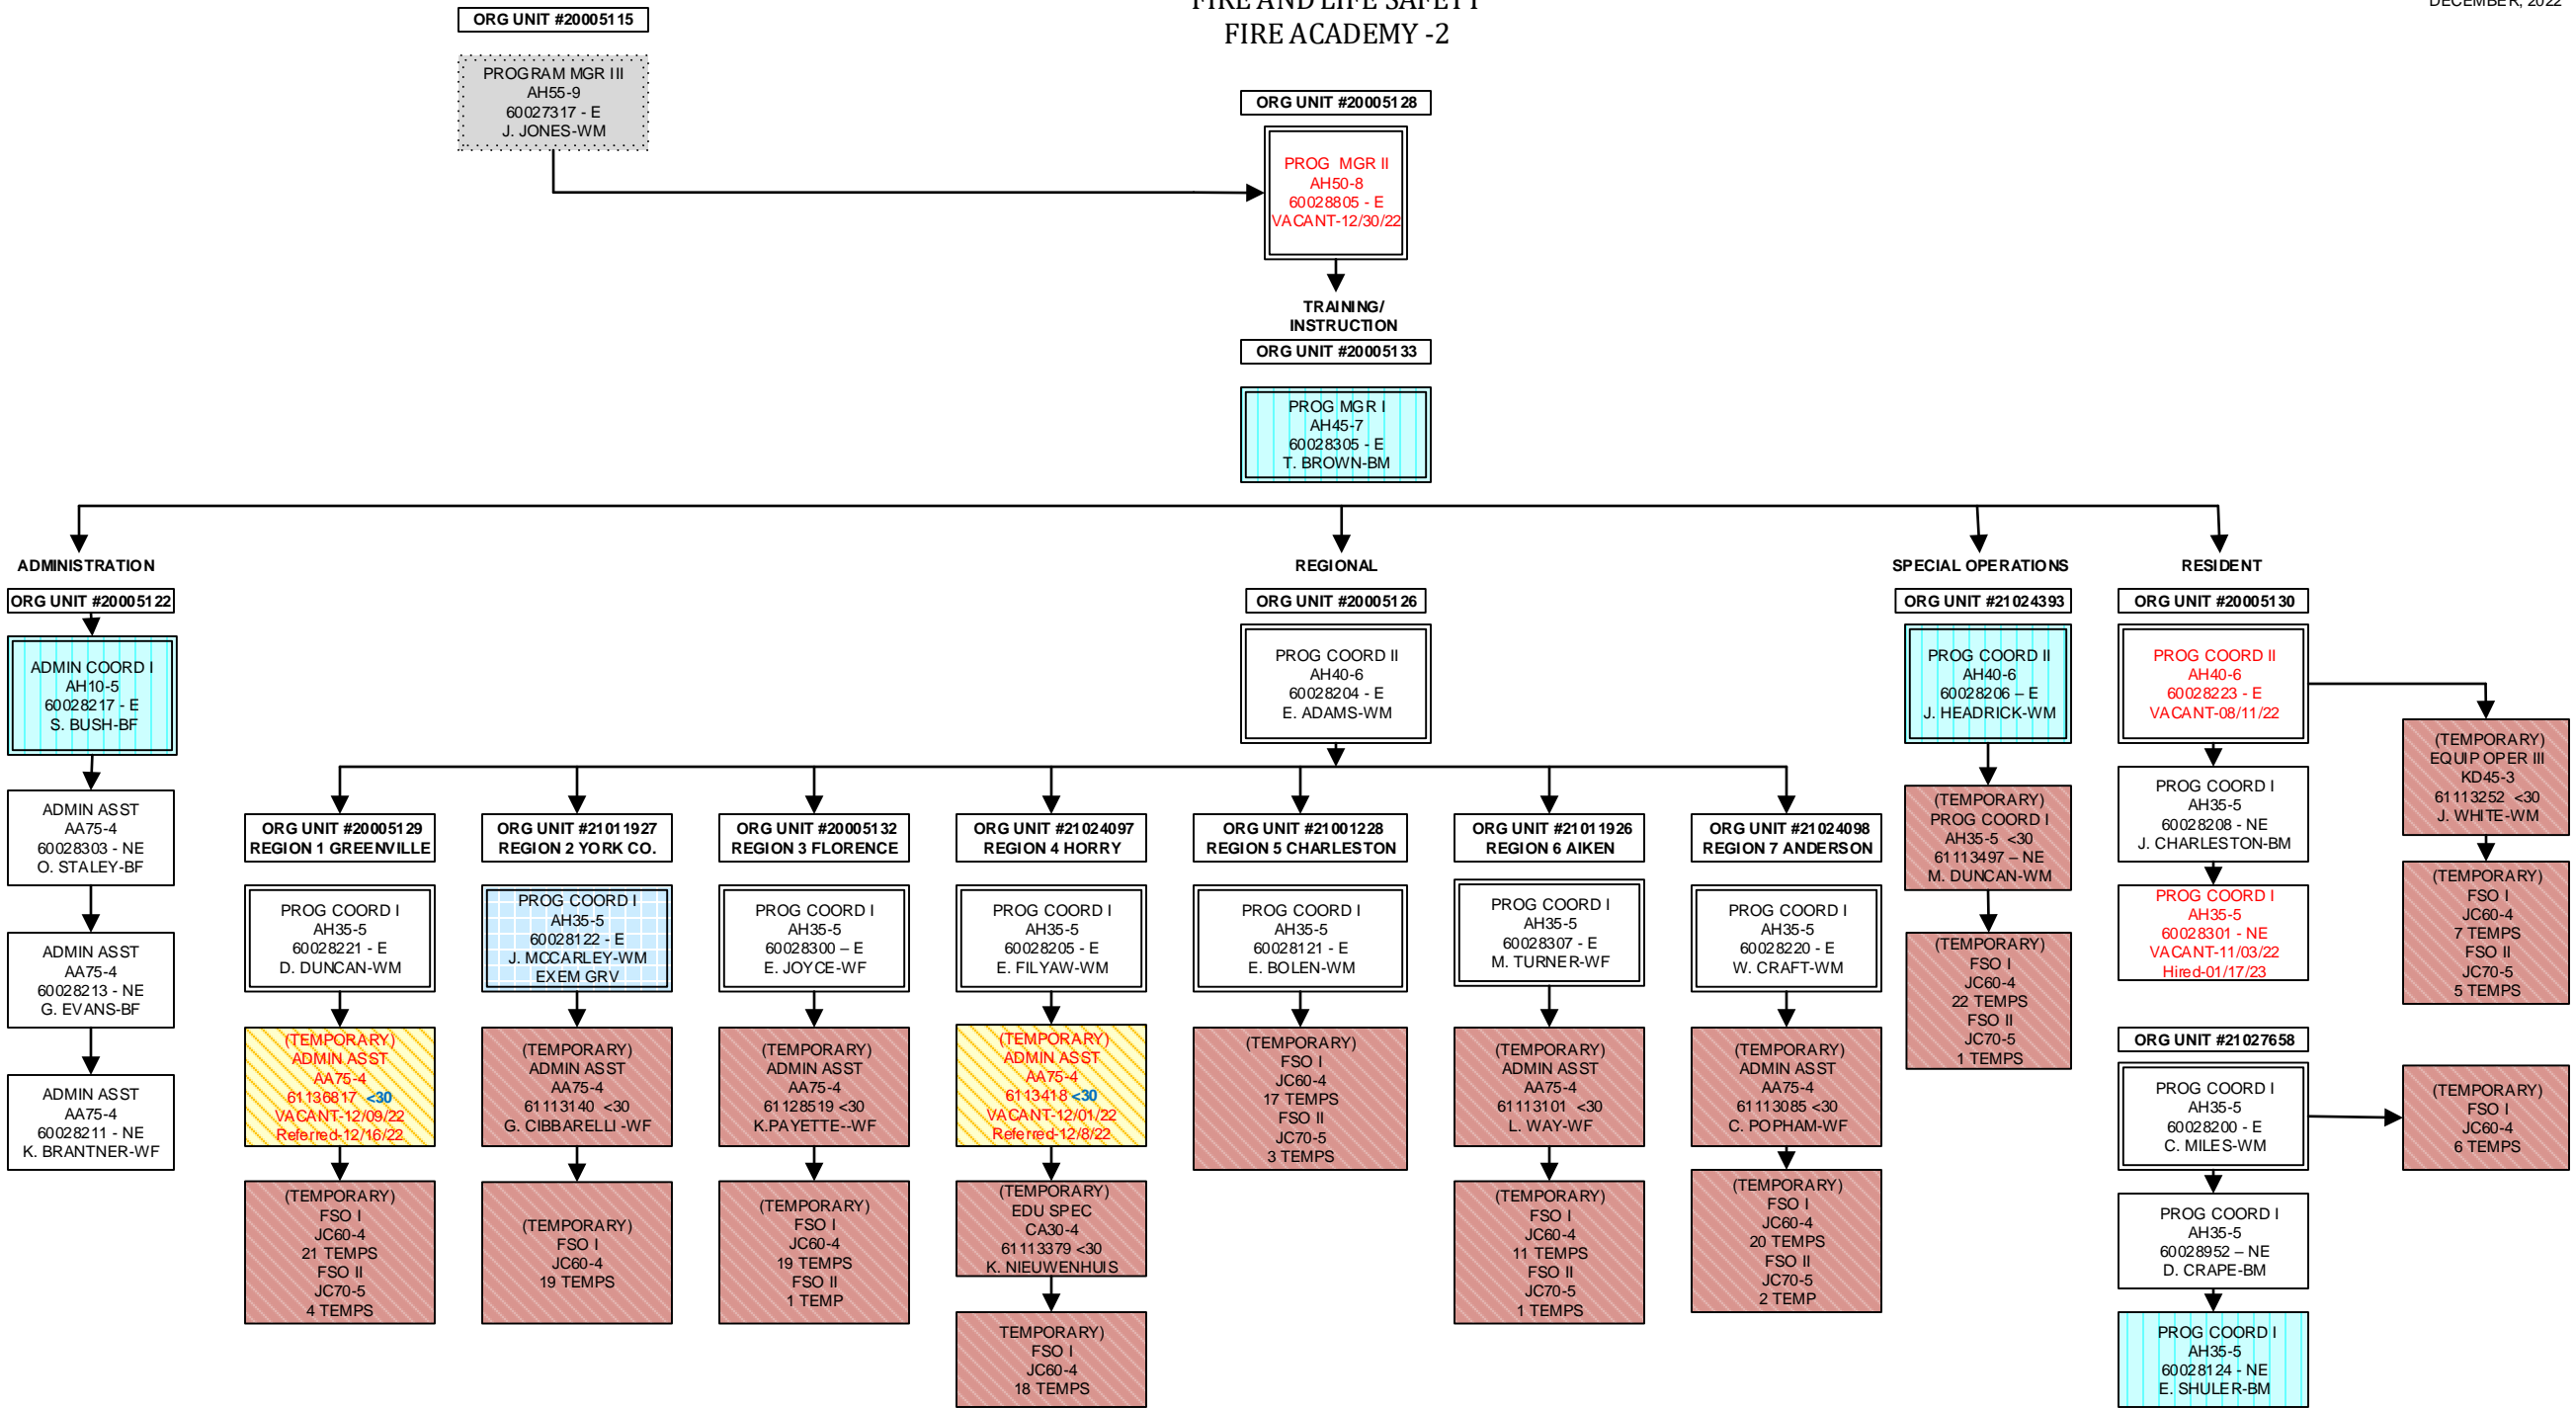 FIRE AND LIFE SAFETY
FIRE ACADEMY -2
DECEMBER, 2022
ORG UNIT #20005115
PROGRAM MGR III
AH55-9
60027317 - E
J. JONES-WM
ORG UNIT #20005128
PROG  MGR II
AH50-8
60028805 - E
VACANT-12/30/22
TRAINING/
INSTRUCTION
ORG UNIT #20005133
PROG MGR I
AH45-7
60028305 - E
T. BROWN-BM
ADMINISTRATION
ORG UNIT #20005122
ADMIN COORD I
AH10-5
60028217 - E
S. BUSH-BF
ADMIN ASST
AA75-4
60028303 - NE
O. STALEY-BF
ADMIN ASST
AA75-4
60028213 - NE
G. EVANS-BF
ADMIN ASST
AA75-4
60028211 - NE
K. BRANTNER-WF
REGIONAL
ORG UNIT #20005126
PROG COORD II
AH40-6
60028204 - E
E. ADAMS-WM
ORG UNIT #20005129
REGION 1 GREENVILLE
PROG COORD I
AH35-5
60028221 - E
D. DUNCAN-WM
(TEMPORARY)
ADMIN ASST
AA75-4
61136817  <30
VACANT-12/09/22
Referred-12/16/22
(TEMPORARY)
FSO I
JC60-4
21 TEMPS
FSO II
JC70-5
4 TEMPS
ORG UNIT #21011927
REGION 2 YORK CO.
PROG COORD I
AH35-5
60028122 - E
J. MCCARLEY-WM
EXEM GRV
(TEMPORARY)
ADMIN ASST
AA75-4
61113140  <30
G. CIBBARELLI -WF
(TEMPORARY)
FSO I
JC60-4
19 TEMPS
ORG UNIT #20005132
REGION 3 FLORENCE
PROG COORD I
AH35-5
60028300 – E
E. JOYCE-WF
(TEMPORARY)
ADMIN ASST
AA75-4
61128519 <30
K.PAYETTE--WF
(TEMPORARY)
FSO I
JC60-4
19 TEMPS
FSO II
1 TEMP
ORG UNIT #21024097
REGION 4 HORRY
PROG COORD I
AH35-5
60028205 - E
E. FILYAW-WM
(TEMPORARY)
ADMIN ASST
AA75-4
6113418 <30
VACANT-12/01/22
Referred-12/8/22
(TEMPORARY)
EDU SPEC
CA30-4
61113379 <30
K. NIEUWENHUIS
TEMPORARY)
FSO I
JC60-4
18 TEMPS
ORG UNIT #21001228
REGION 5 CHARLESTON
PROG COORD I
AH35-5
60028121 - E
E. BOLEN-WM
(TEMPORARY)
FSO I
JC60-4
17 TEMPS
FSO II
JC70-5
3 TEMPS
ORG UNIT #21011926
REGION 6 AIKEN
PROG COORD I
AH35-5
60028307 - E
M. TURNER-WF
(TEMPORARY)
ADMIN ASST
AA75-4
61113101  <30
L. WAY-WF
(TEMPORARY)
FSO I
JC60-4
11 TEMPS
FSO II
JC70-5
1 TEMPS
ORG UNIT #21024098
REGION 7 ANDERSON
PROG COORD I
AH35-5
60028220 - E
W. CRAFT-WM
(TEMPORARY)
ADMIN ASST
AA75-4
61113085 <30
C. POPHAM-WF
(TEMPORARY)
FSO I
JC60-4
20 TEMPS
FSO II
JC70-5
2 TEMP
SPECIAL OPERATIONS
ORG UNIT #21024393
PROG COORD II
AH40-6
60028206 – E
J. HEADRICK-WM
(TEMPORARY)
PROG COORD I
AH35-5  <30
61113497 – NE
M. DUNCAN-WM
(TEMPORARY)
FSO I
JC60-4
22 TEMPS
FSO II
JC70-5
1 TEMPS
RESIDENT
ORG UNIT #20005130
PROG COORD II
AH40-6
60028223 - E
VACANT-08/11/22
PROG COORD I
AH35-5
60028208 - NE
J. CHARLESTON-BM
PROG COORD I
AH35-5
60028301 - NE
VACANT-11/03/22
Hired-01/17/23
(TEMPORARY)
EQUIP OPER III
KD45-3
61113252  <30
J. WHITE-WM
(TEMPORARY)
FSO I
JC60-4
7 TEMPS
FSO II
JC70-5
5 TEMPS
ORG UNIT #21027658
PROG COORD I
AH35-5
60028200 - E
C. MILES-WM
(TEMPORARY)
FSO I
JC60-4
6 TEMPS
PROG COORD I
AH35-5
60028952 – NE
D. CRAPE-BM
PROG COORD I
AH35-5
60028124 - NE
E. SHULER-BM